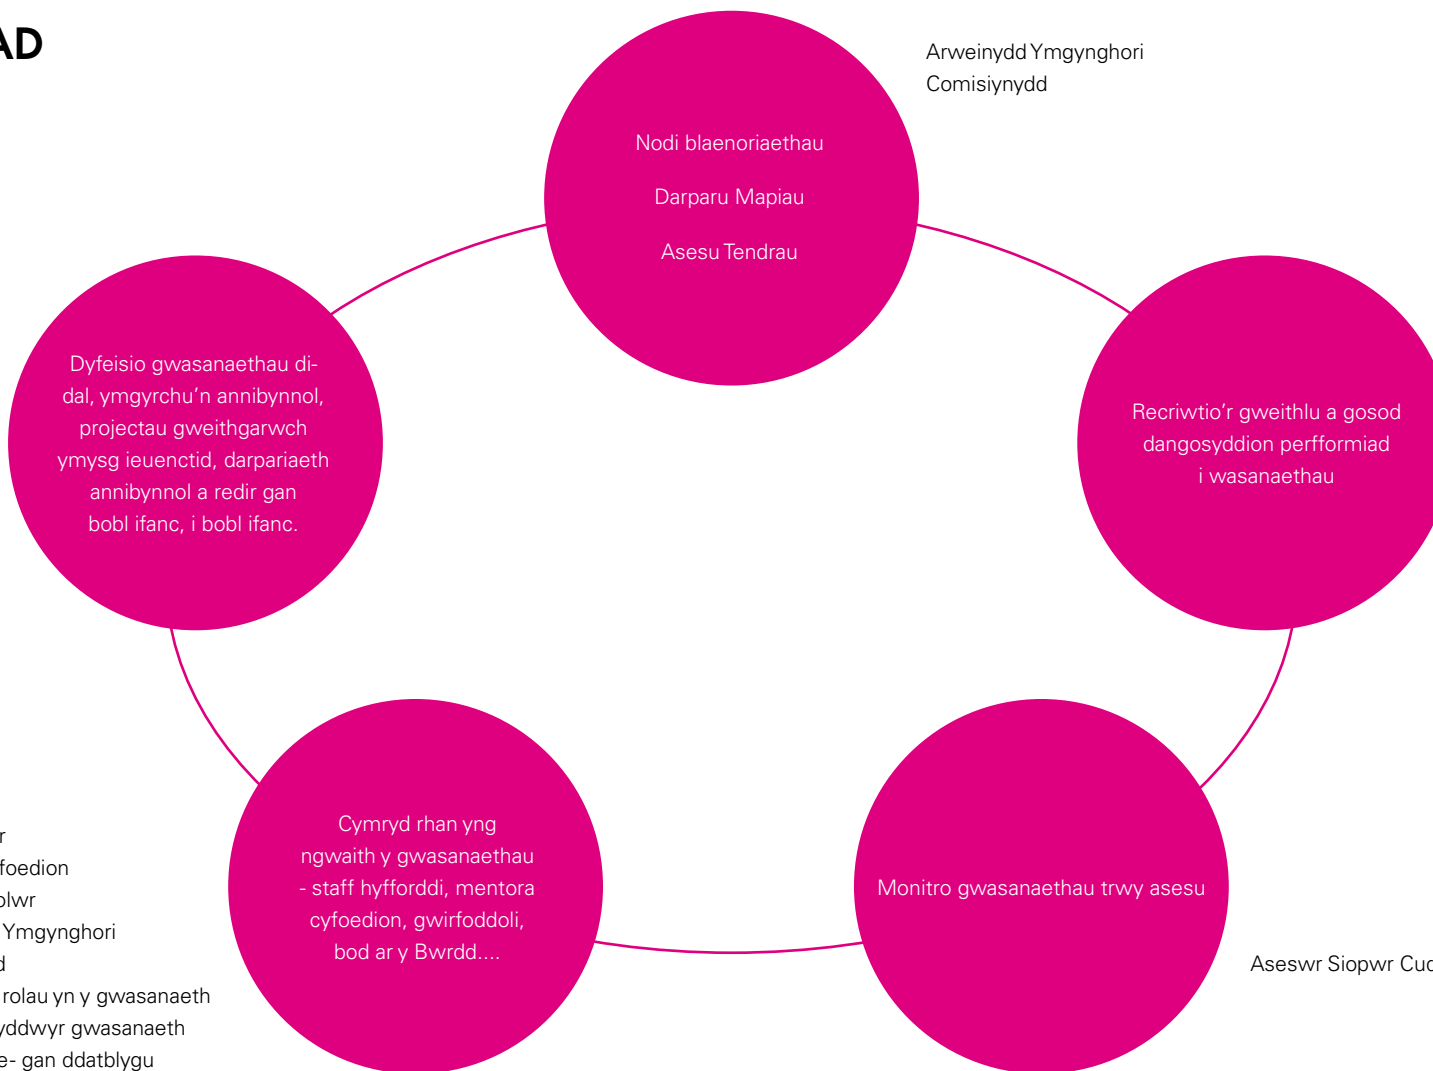 AD
Arweinydd Ymgynghori
Comisiynydd
Nodi blaenoriaethau
Darparu Mapiau
Asesu Tendrau
Dyfeisio gwasanaethau di-
dal, ymgyrchu’n annibynnol,
projectau gweithgarwch
ymysg ieuenctid, darpariaeth
annibynnol a redir gan
bobl ifanc, i bobl ifanc.
Recriwtio’r gweithlu a gosod
dangosyddion perfformiad
i wasanaethau
Cymryd rhan yng
ngwaith y gwasanaethau
- staff hyfforddi, mentora
cyfoedion, gwirfoddoli,
bod ar y Bwrdd....
Monitro gwasanaethau trwy asesu
Aseswr Siopwr
r
foedion
olwr
Ymgynghori
d
rolau yn y gwasanaeth
yddwyr gwasanaeth
e- gan ddatblygu